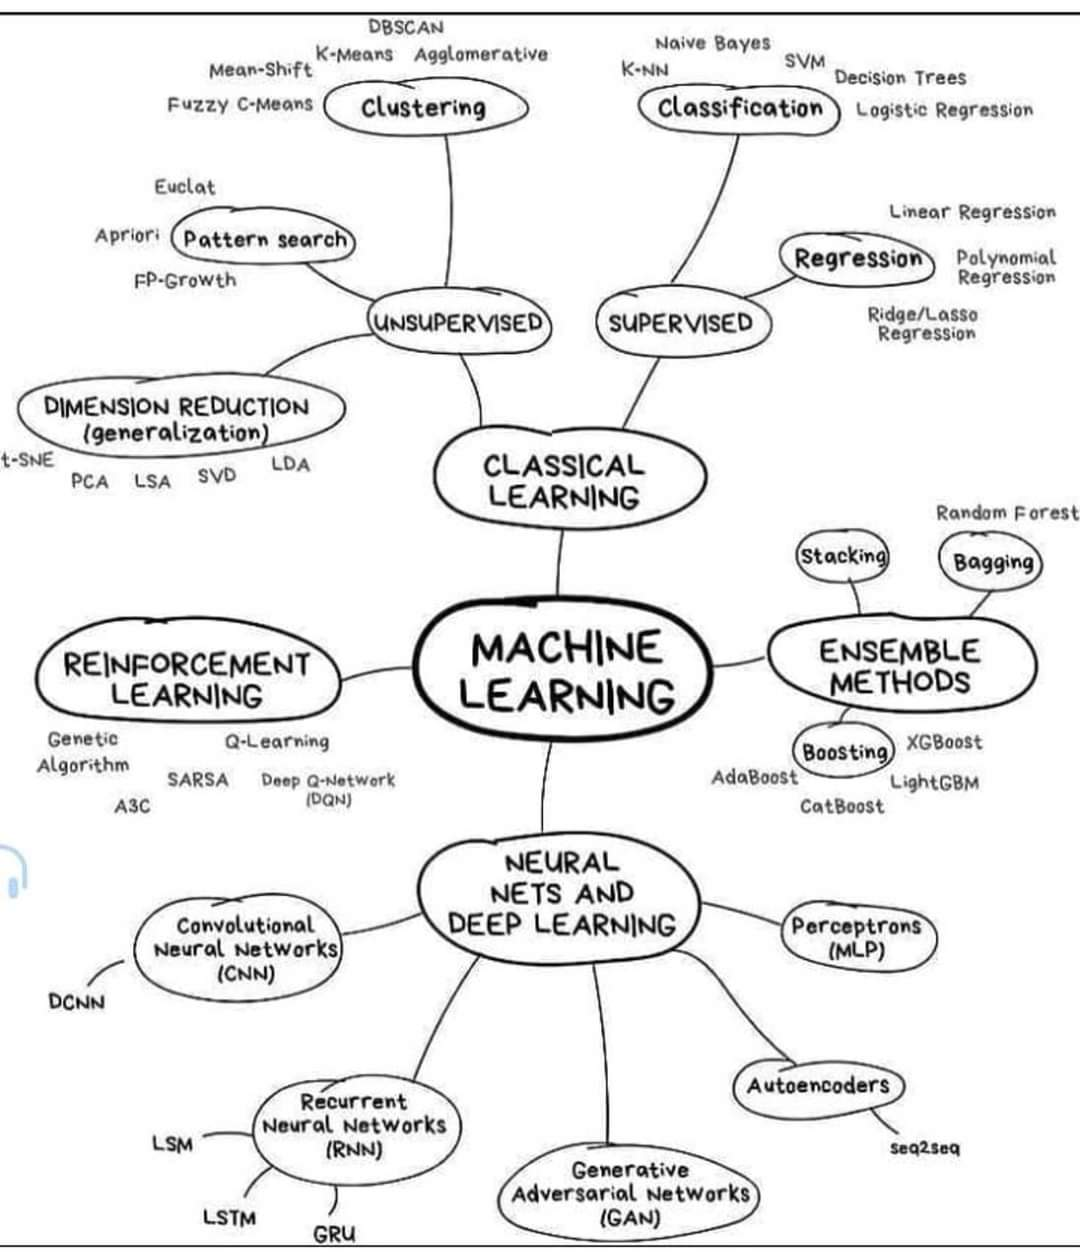 DBSCAN
K-Means Agglomerative
Mean-Shift
Fuzzy C-Means
Clustering
Naive Bayes
K-NN
SVM
Decision Trees
Classification
Logistic Regression
Euclat
Apriori
Pattern search
FP-Growth
Linear Regression
Regression
Polynomial
Regression
Ridge/Lasso
Regression
UNSUPERVISED
SUPERVISED
DIMENSION REDUCTION
(generalization)
t-SNE
PCA
LSA
SVD
LDA
CLASSICAL
LEARNING
Random Forest
Stacking
Bagging
MACHINE
LEARNING
REINFORCEMENT
LEARNING
ENSEMBLE
METHODS
Genetic
Algorithm
Q-Learning
SARSA
Deep Q-Network
(DQN)
A3C
Boosting
XGBoost
AdaBoost
LightGBM
CatBoost
NEURAL
NETS AND
DEEP LEARNING
Convolutional
Neural Networks
(CNN)
DCNN
Perceptrons
(MLP)
Autoencoders
seq2seq
Recurrent
Neural Networks
(RNN)
LSM
LSTM
GRU
Generative
Adversarial Networks
(GAN)